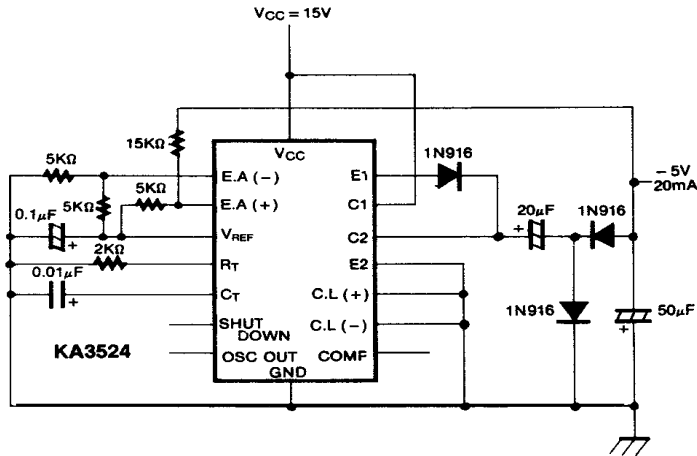 VCC = 15V
15KΩ
VCC
5KΩ
E.A (-)
E1
1N916
-5V
20mA
5KΩ
5KΩ
E.A (+)
C1
0.1μF
+
VREF
C2
20μF
+
1N916
2KΩ
RT
E2
0.01μF
+
CT
C.L (+)
SHUT
DOWN
C.L (-)
1N916
50μF
+
KA3524
OSC OUT
COMF
GND